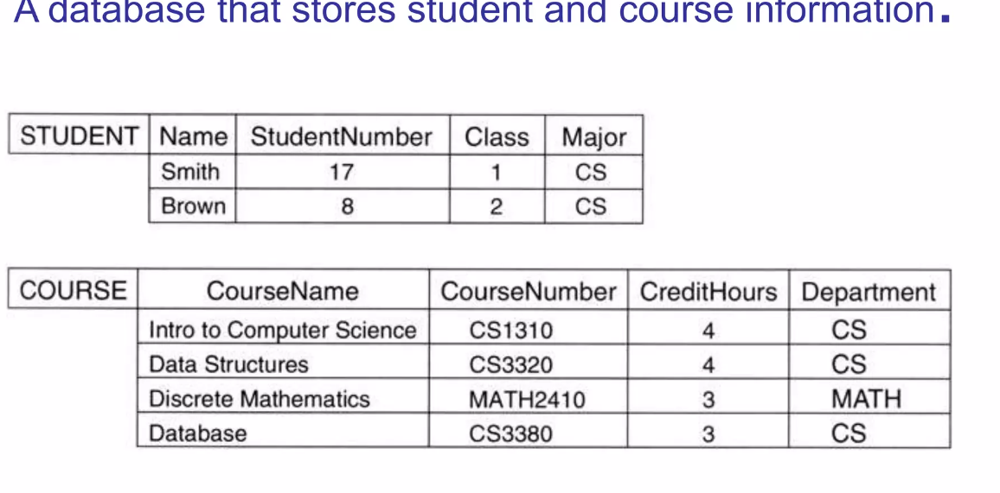 A database that stores student and course information.
STUDENT Name StudentNumber Class Major
Smith 17 1 CS
Brown 8 2 CS
COURSE CourseName CourseNumber CreditHours Department
Intro to Computer Science CS1310 4 CS
Data Structures CS3320 4 CS
Discrete Mathematics MATH2410 3 MATH
Database CS3380 3 CS